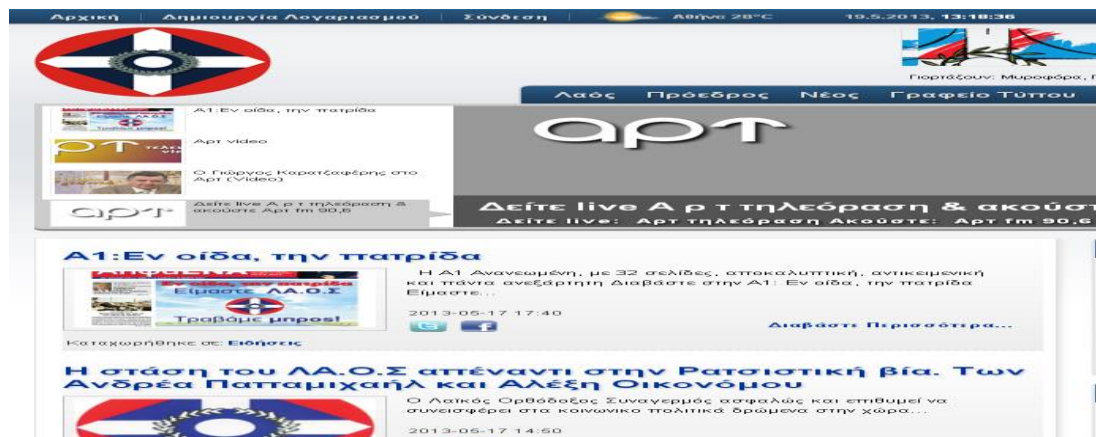 Αρχική
Δημιουργία Λογαριασμού
Σύνδεση
Αθήνα 28°C
19.5.2013, 13:18:36
Γιορτάζουν: Μυροφόρα,
Λαός Πρόεδρος Νέος Γραφείο Τύπου
Α1:Εν οίδα, την πατρίδα
Αρτ video
Ο Γιώργος Καρατζαφέρης στο
Αρτ (Video)
Δείτε live Α ρ τ τηλεόραση &
ακούστε Αρτ fm 90,6
αρτ
Δείτε live Α ρ τ τηλεόραση & ακούστ
Δείτε live: Αρτ τηλεόραση Ακούστε: Αρτ fm 90,6
Α1:Εν οίδα, την πατρίδα
Εν οίδα, την πατρίδα
Είμαστε ΛΑ.Ο.Σ
Τραβάμε μπρος!
Η Α1 Ανανεωμένη, με 32 σελίδες, αποκαλυπτική, αντικειμενική
και πάντα ανεξάρτητη Διαβάστε στην Α1: Εν οίδα, την πατρίδα
Είμαστε...
2013-05-17 17:40
Διαβάστε Περισσότερα...
Καταχωρήθηκε σε: Ειδήσεις
Η στάση του ΛΑ.Ο.Σ απέναντι στην Ρατσιστική βία. Των
Ανδρέα Παπαμιχαήλ και Αλέξη Οικονόμου
Ο Λαϊκός Ορθόδοξος Συναγερμός ασφαλώς και επιθυμεί να
συνεισφέρει στα κοινωνικο πολιτικά δρώμενα στην χώρα...
2013-05-17 14:50